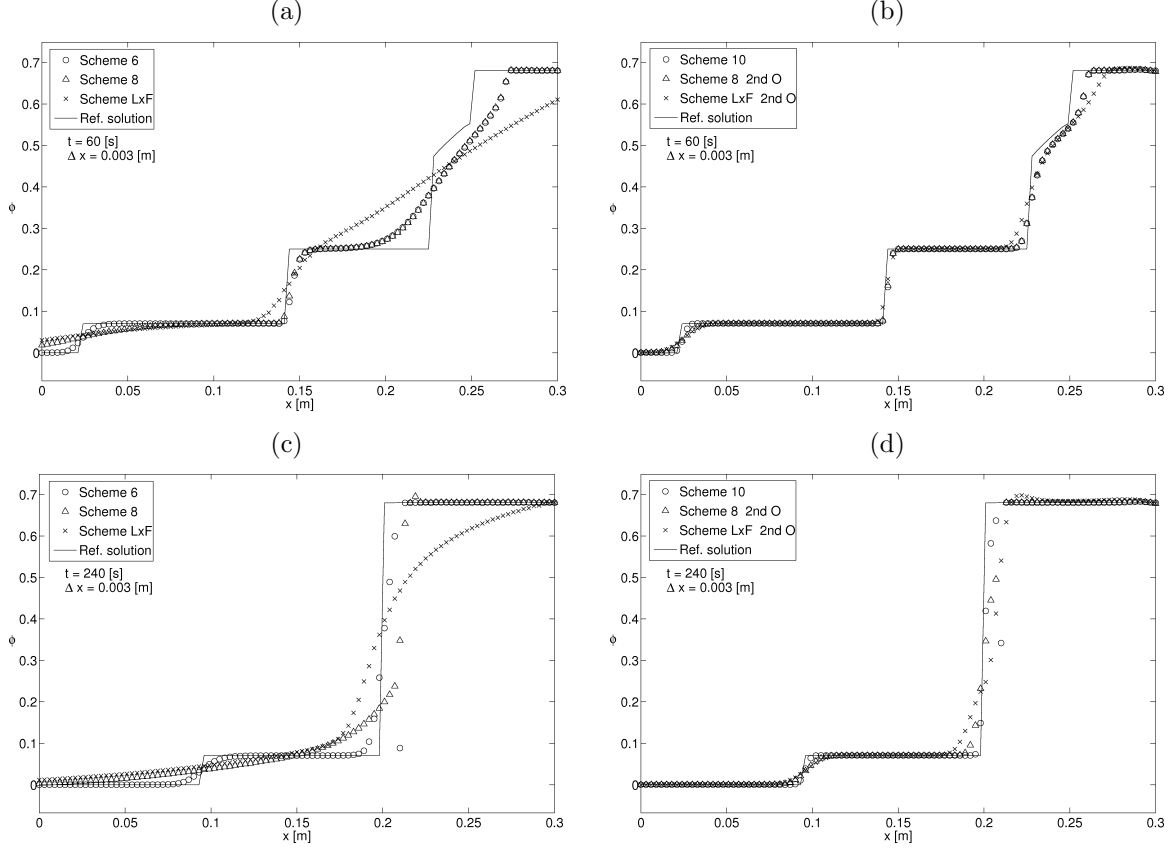 (a)
0.7
0.6
0.5
0.4
0.3
0.2
0.1
0
ϕ
Scheme 6
Scheme 8
Scheme LxF
Ref. solution
t = 60 [s]
Δ x = 0.003 [m]
0 0.05 0.1 0.15 0.2 0.25 0.3
x [m]
(b)
0.7
0.6
0.5
0.4
0.3
0.2
0.1
0
ϕ
Scheme 10
Scheme 8 2nd O
Scheme LxF 2nd O
Ref. solution
t = 60 [s]
Δ x = 0.003 [m]
0 0.05 0.1 0.15 0.2 0.25 0.3
x [m]
(c)
0.7
0.6
0.5
0.4
0.3
0.2
0.1
0
ϕ
Scheme 6
Scheme 8
Scheme LxF
Ref. solution
t = 240 [s]
Δ x = 0.003 [m]
0 0.05 0.1 0.15 0.2 0.25 0.3
x [m]
(d)
0.7
0.6
0.5
0.4
0.3
0.2
0.1
0
ϕ
Scheme 10
Scheme 8 2nd O
Scheme LxF 2nd O
Ref. solution
t = 240 [s]
Δ x = 0.003 [m]
0 0.05 0.1 0.15 0.2 0.25 0.3
x [m]